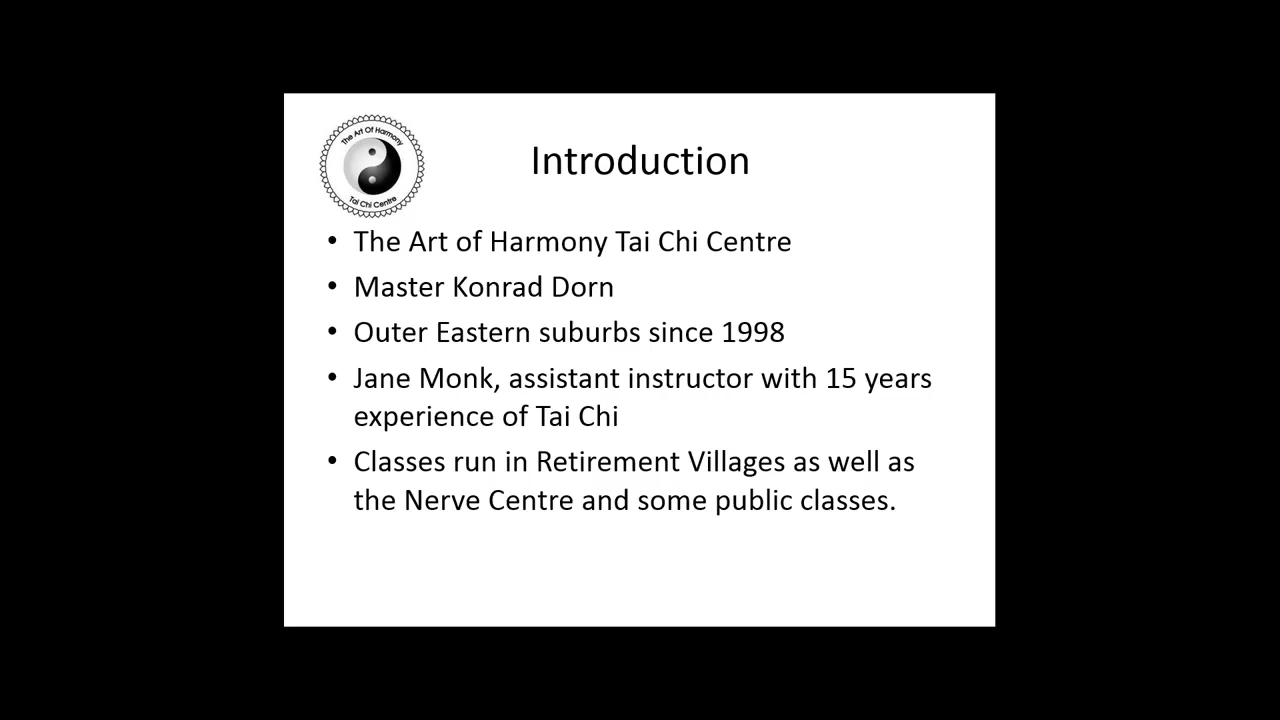 The Art Of Harmony
Tai Chi Centre
Introduction
• The Art of Harmony Tai Chi Centre
• Master Konrad Dorn
• Outer Eastern suburbs since 1998
• Jane Monk, assistant instructor with 15 years
experience of Tai Chi
• Classes run in Retirement Villages as well as
the Nerve Centre and some public classes.